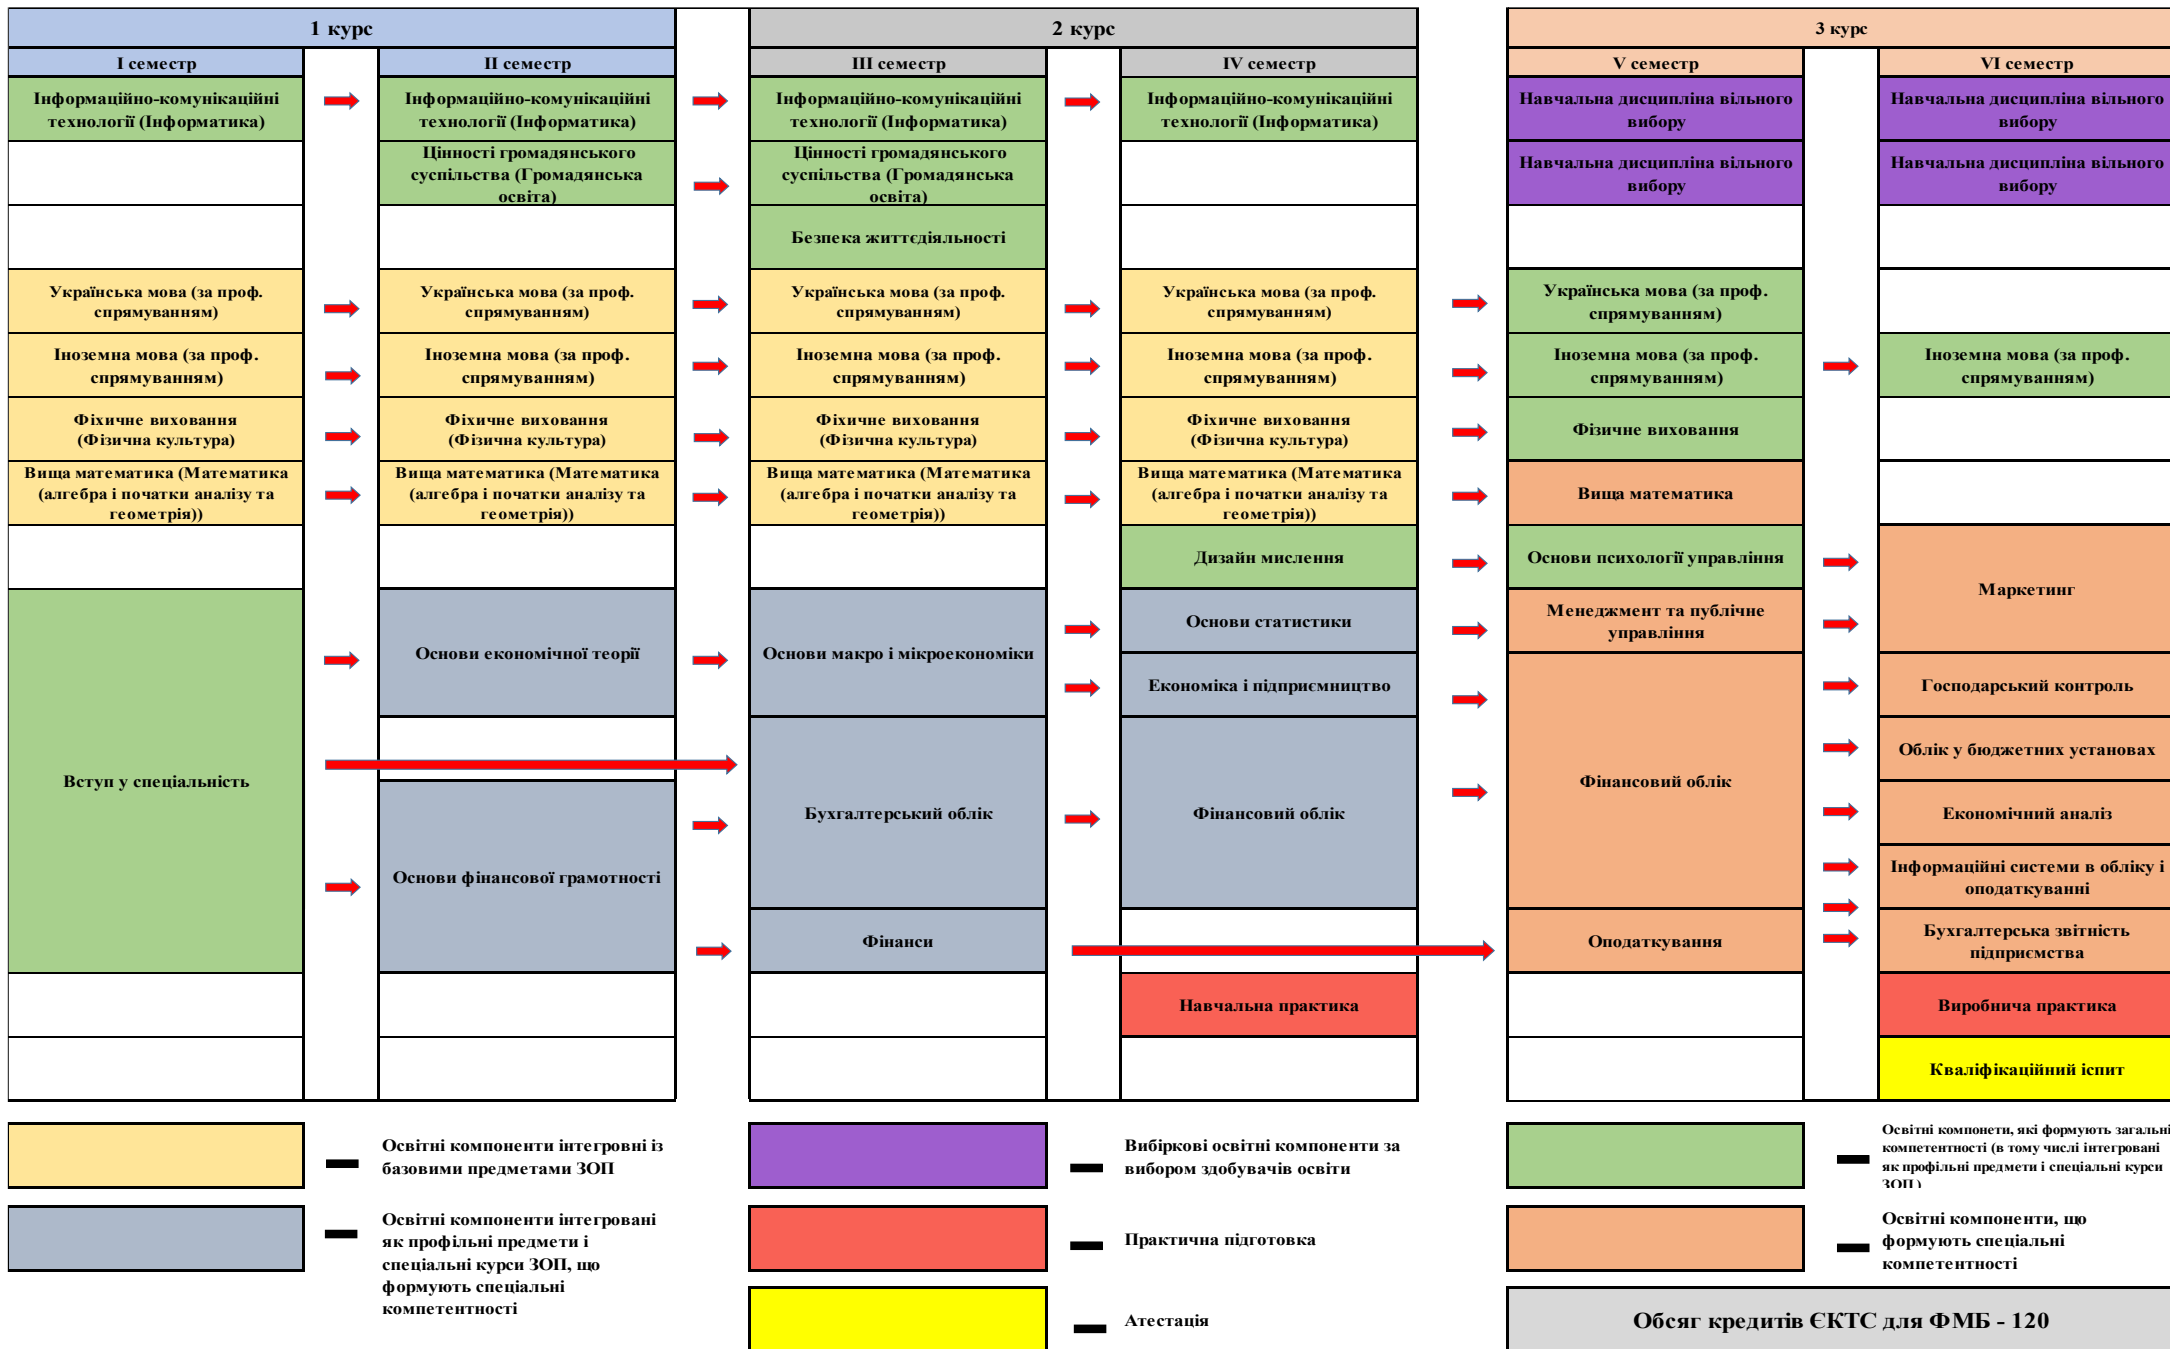 1 курс
2 курс
3 курс
I семестр
II семестр
III семестр
IV семестр
V семестр
VI семестр
Інформаційно-комунікаційні
технології (Інформатика)
Інформаційно-комунікаційні
технології (Інформатика)
Інформаційно-комунікаційні
технології (Інформатика)
Інформаційно-комунікаційні
технології (Інформатика)
Навчальна дисципліна вільного
вибору
Навчальна дисципліна вільного
вибору
Цінності громадянського
суспільства (Громадянська
освіта)
Цінності громадянського
суспільства (Громадянська
освіта)
Навчальна дисципліна вільного
вибору
Навчальна дисципліна вільного
вибору
Безпека життєдіяльності
Українська мова (за проф.
спрямуванням)
Українська мова (за проф.
спрямуванням)
Українська мова (за проф.
спрямуванням)
Українська мова (за проф.
спрямуванням)
Українська мова (за проф.
спрямуванням)
Іноземна мова (за проф.
спрямуванням)
Іноземна мова (за проф.
спрямуванням)
Іноземна мова (за проф.
спрямуванням)
Іноземна мова (за проф.
спрямуванням)
Іноземна мова (за проф.
спрямуванням)
Іноземна мова (за проф.
спрямуванням)
Фіхичне виховання
(Фізична культура)
Фіхичне виховання
(Фізична культура)
Фіхичне виховання
(Фізична культура)
Фіхичне виховання
(Фізична культура)
Фізичне виховання
Вища математика (Математика
(алгебра і початки аналізу та
геометрія))
Вища математика (Математика
(алгебра і початки аналізу та
геометрія))
Вища математика (Математика
(алгебра і початки аналізу та
геометрія))
Вища математика (Математика
(алгебра і початки аналізу та
геометрія))
Вища математика
Дизайн мислення
Основи психології управління
Маркетинг
Вступ у спеціальність
Основи економічної теорії
Основи макро і мікроекономіки
Основи статистики
Менеджмент та публічне
управління
Економіка і підприємництво
Фінансовий облік
Господарський контроль
Облік у бюджетних установах
Основи фінансової грамотності
Бухгалтерський облік
Фінансовий облік
Економічний аналіз
Інформаційні системи в обліку і
оподаткуванні
Фінанси
Оподаткування
Бухгалтерська звітність
підприємства
Навчальна практика
Виробнича практика
Кваліфікаційний іспит
Освітні компоненти інтегровні із
базовими предметами ЗОП
Вибіркові освітні компоненти за
вибором здобувачів освіти
Освітні компонети, які формують загальні
компетентності (в тому числі інтегровані
як профільні предмети і спеціальні курси
ЗОП)
Освітні компоненти інтегровані
як профільні предмети і
спеціальні курси ЗОП, що
формують спеціальні
компетентності
Практична підготовка
Освітні компоненти, що
формують спеціальні
компетентності
Атестація
Обсяг кредитів ЄКТС для ФМБ - 120